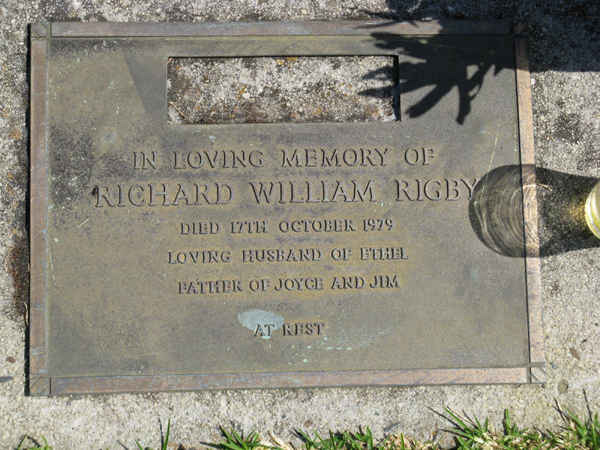 IN LOVING MEMORY OF
RICHARD WILLIAM RIGBY
DIED 17TH OCTOBER 1979
LOVING HUSBAND OF ETHEL
FATHER OF JOYCE AND JIM
AT REST